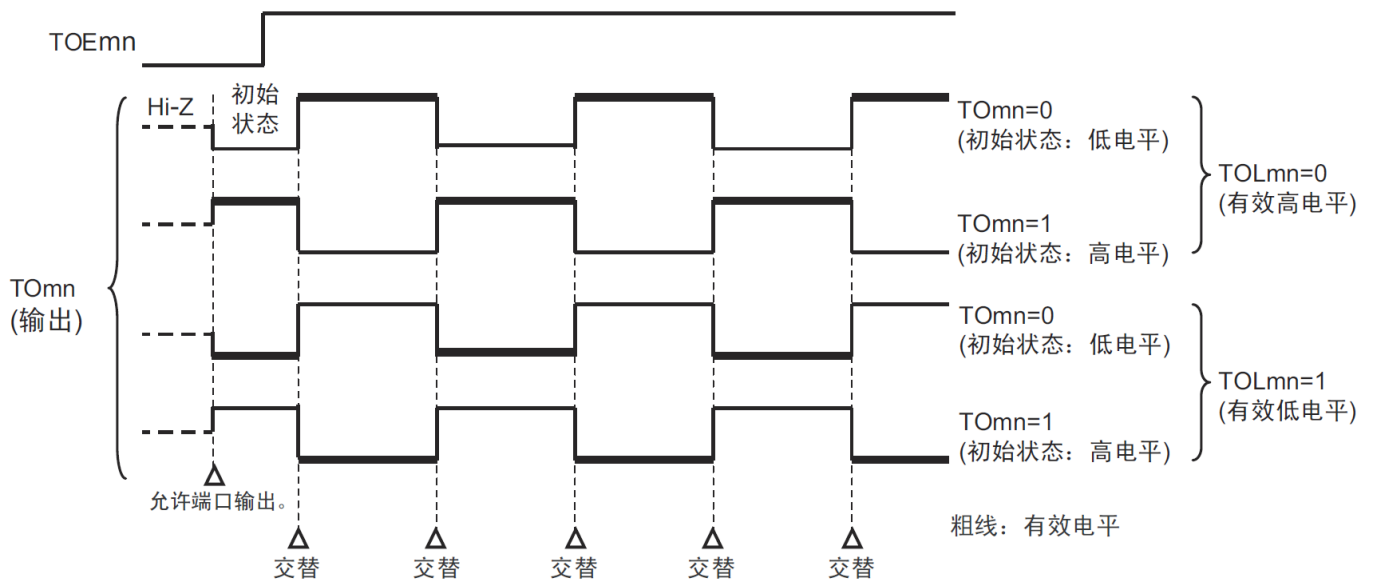 TOEmn
Hi-Z
初始
状态
TOmn=0
(初始状态：低电平)
TOLmn=0
(有效高电平)
TOmn=1
(初始状态：高电平)
TOmn
(输出)
TOmn=0
(初始状态：低电平)
TOLmn=1
(有效低电平)
TOmn=1
(初始状态：高电平)
允许端口输出。
粗线：有效电平
交替
交替
交替
交替
交替